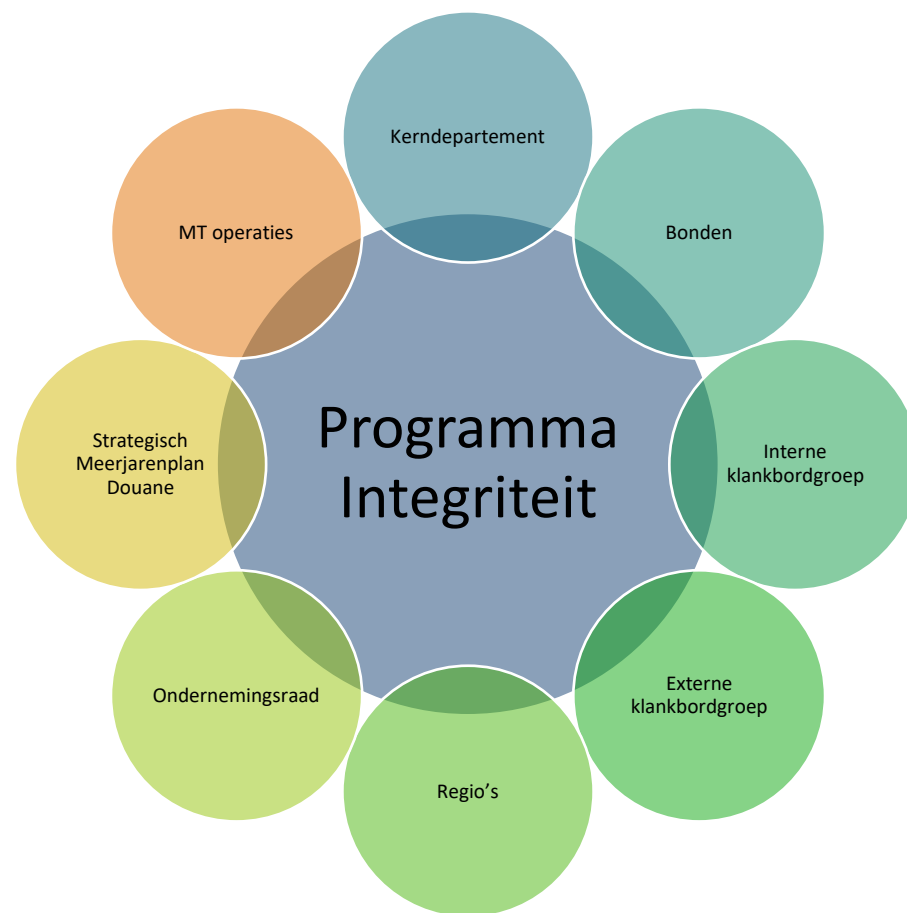 Kerndepartement
Bonden
Interne
klankbordgroep
Externe
klankbordgroep
Regio’s
Ondernemingsraad
Strategisch
Meerjarenplan
Douane
MT operaties
Programma
Integriteit